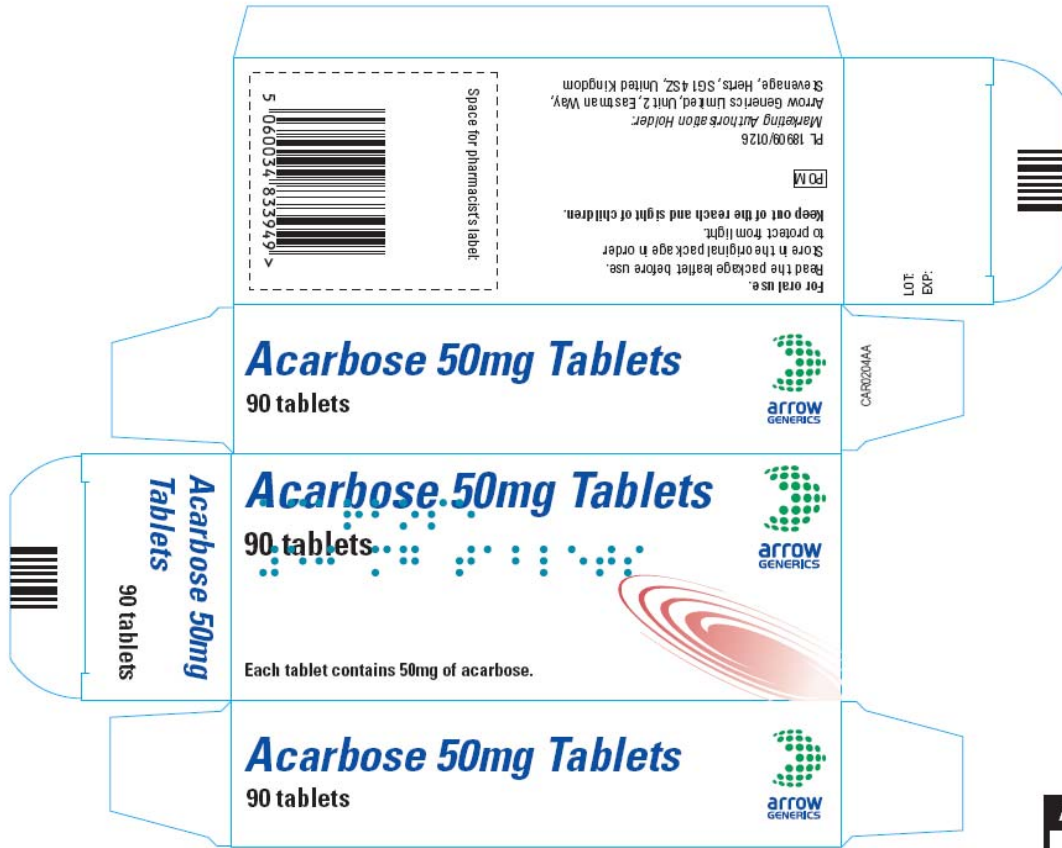 Space for pharmacist's label:
5 060034 833949 >
For oral use.
Read the package leaflet before use.
Store in the original package in order
to protect from light.
Keep out of the reach and sight of children.
POM
PL 18909/0126
Marketing Authorisation Holder:
Arrow Generics Limited, Unit 2, Eastman Way,
Stevenage, Herts, SG1 4SZ, United Kingdom
LOT:
EXP:
Acarbose 50mg Tablets
90 tablets
arrow
GENERICS
CAR0204AA
Acarbose 50mg
Tablets
90 tablets
Acarbose 50mg Tablets
90 tablets
arrow
GENERICS
Each tablet contains 50mg of acarbose.
Acarbose 50mg Tablets
90 tablets
arrow
GENERICS